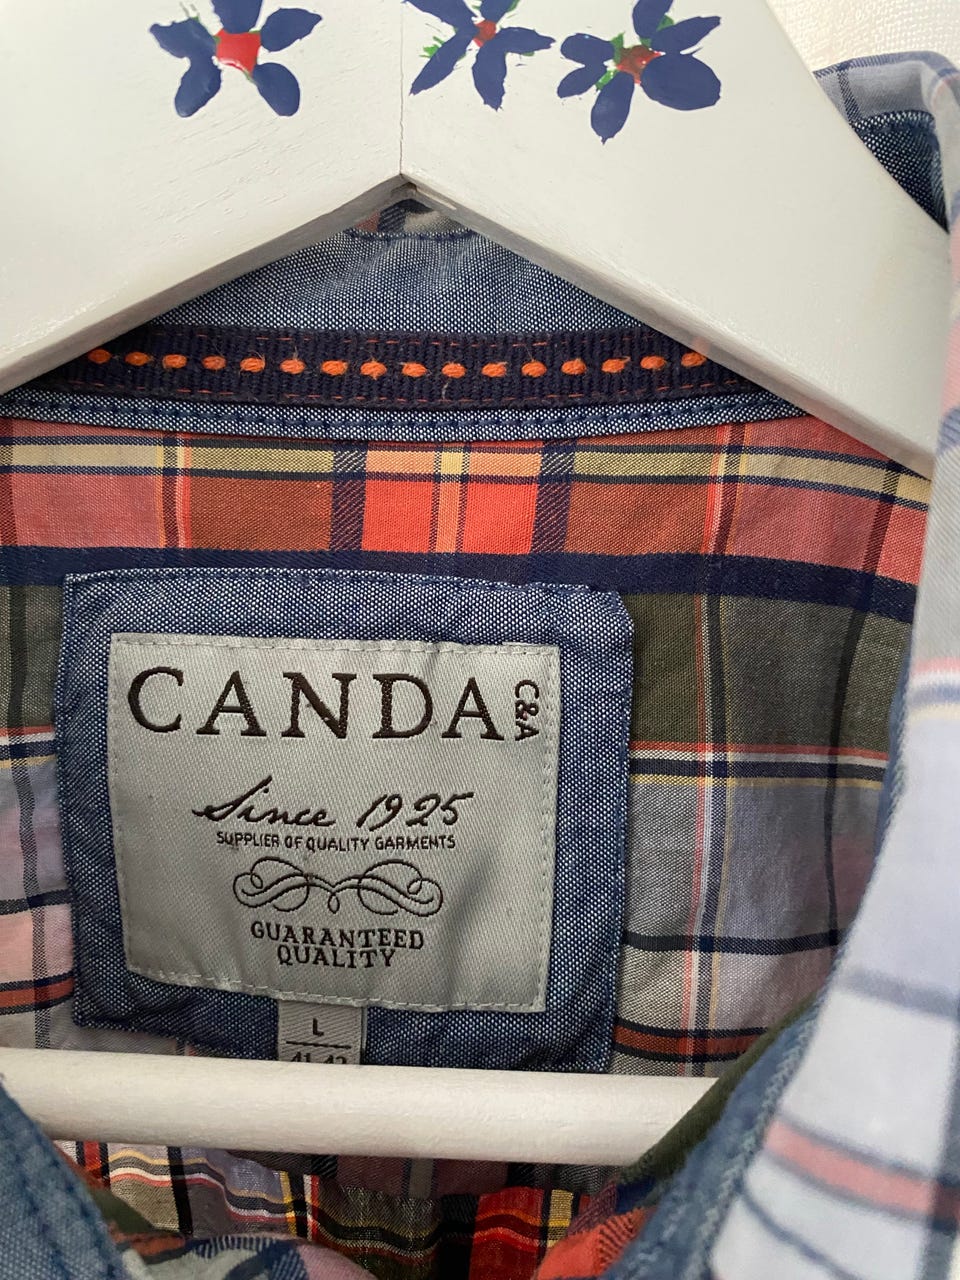 CANDA
C&A
Since 1925
SUPPLIER OF QUALITY GARMENTS
GUARANTEED
QUALITY
L